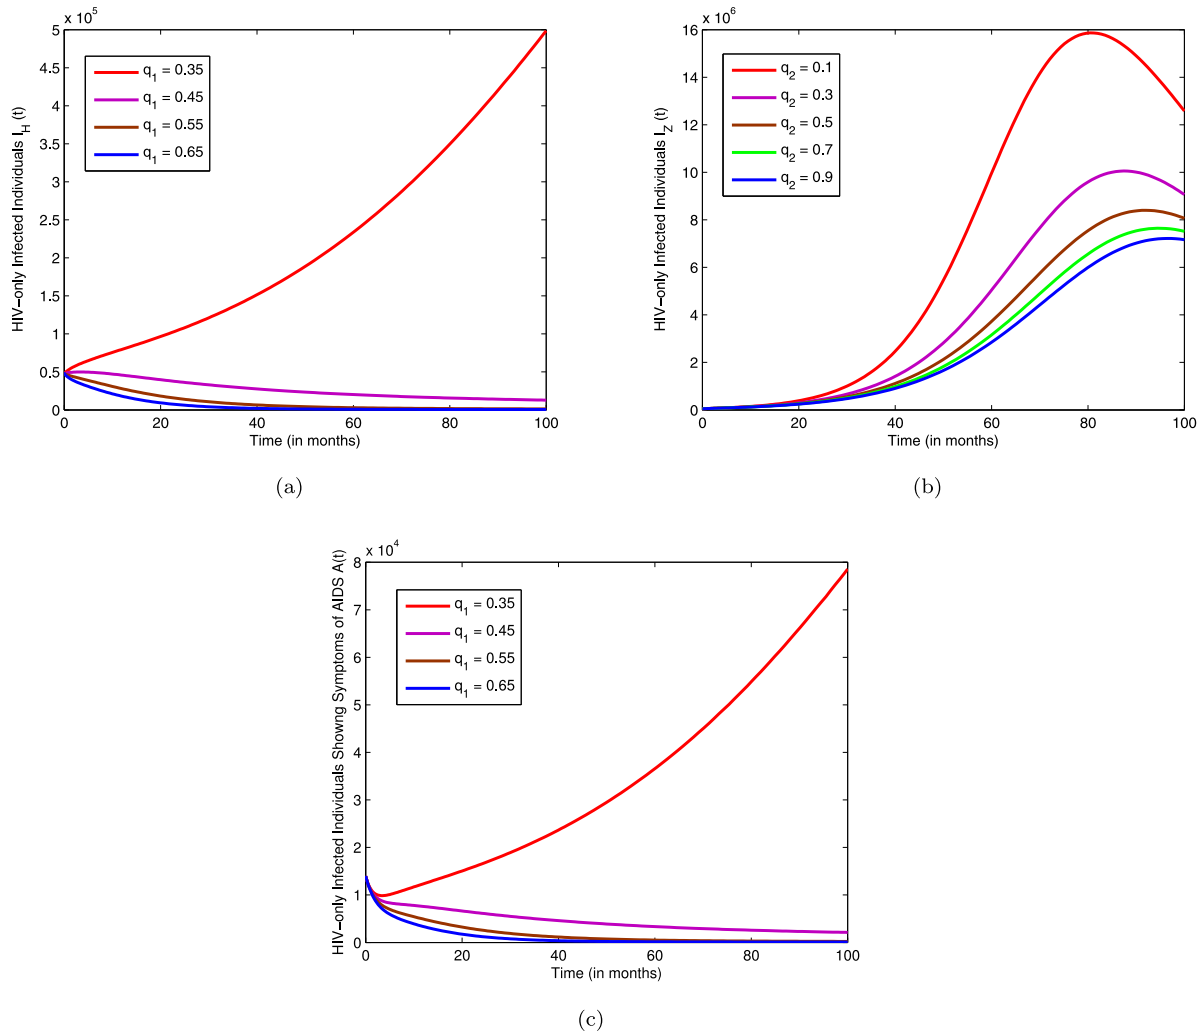 x 10^5
5
4.5
4
3.5
3
2.5
2
1.5
1
0.5
0
HIV-only Infected Individuals I_H (t)
q_1 = 0.35
q_1 = 0.45
q_1 = 0.55
q_1 = 0.65
0 20 40 60 80 100
Time (in months)
(a)
x 10^6
16
14
12
10
8
6
4
2
0
HIV-only Infected Individuals I_Z (t)
q_2 = 0.1
q_2 = 0.3
q_2 = 0.5
q_2 = 0.7
q_2 = 0.9
0 20 40 60 80 100
Time (in months)
(b)
x 10^4
8
7
6
5
4
3
2
1
0
HIV-only Infected Individuals Showng Symptoms of AIDS A(t)
q_1 = 0.35
q_1 = 0.45
q_1 = 0.55
q_1 = 0.65
0 20 40 60 80 100
Time (in months)
(c)